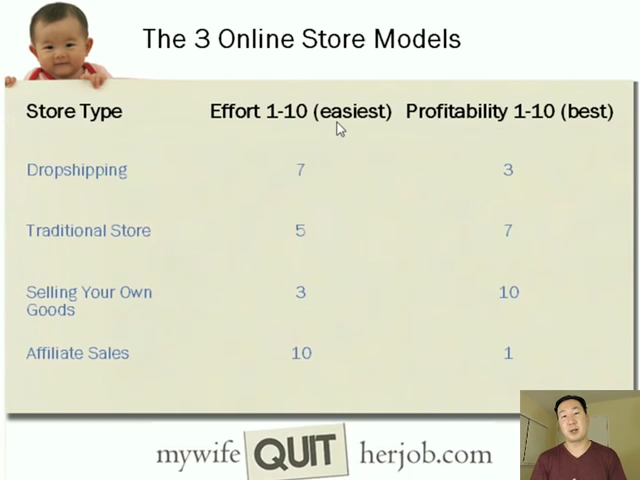 The 3 Online Store Models
Store Type Effort 1-10 (easiest) Profitability 1-10 (best)
Dropshipping 7 3
Traditional Store 5 7
Selling Your Own 3 10
Goods
Affiliate Sales 10 1
mywife QUIT herjob.com